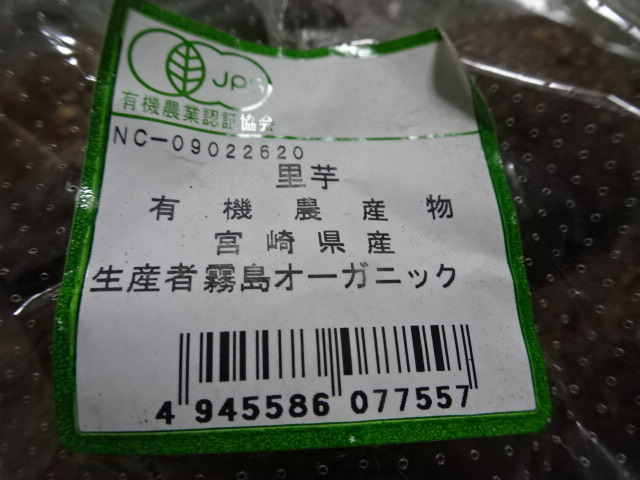 JPS
有機農業認証協会
NC-09022620
里芋
有機農産物
宮崎県産
生産者霧島オーガニック
4 945586 077557